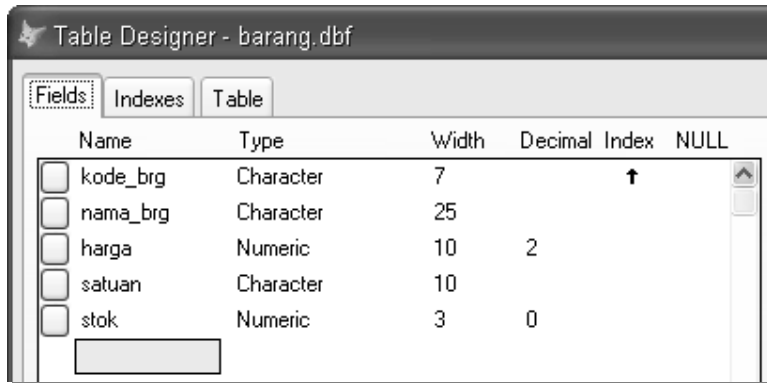 Table Designer - barang.dbf
Fields Indexes Table
Name Type Width Decimal Index NULL
kode_brg Character 7
nama_brg Character 25
harga Numeric 10 2
satuan Character 10
stok Numeric 3 0